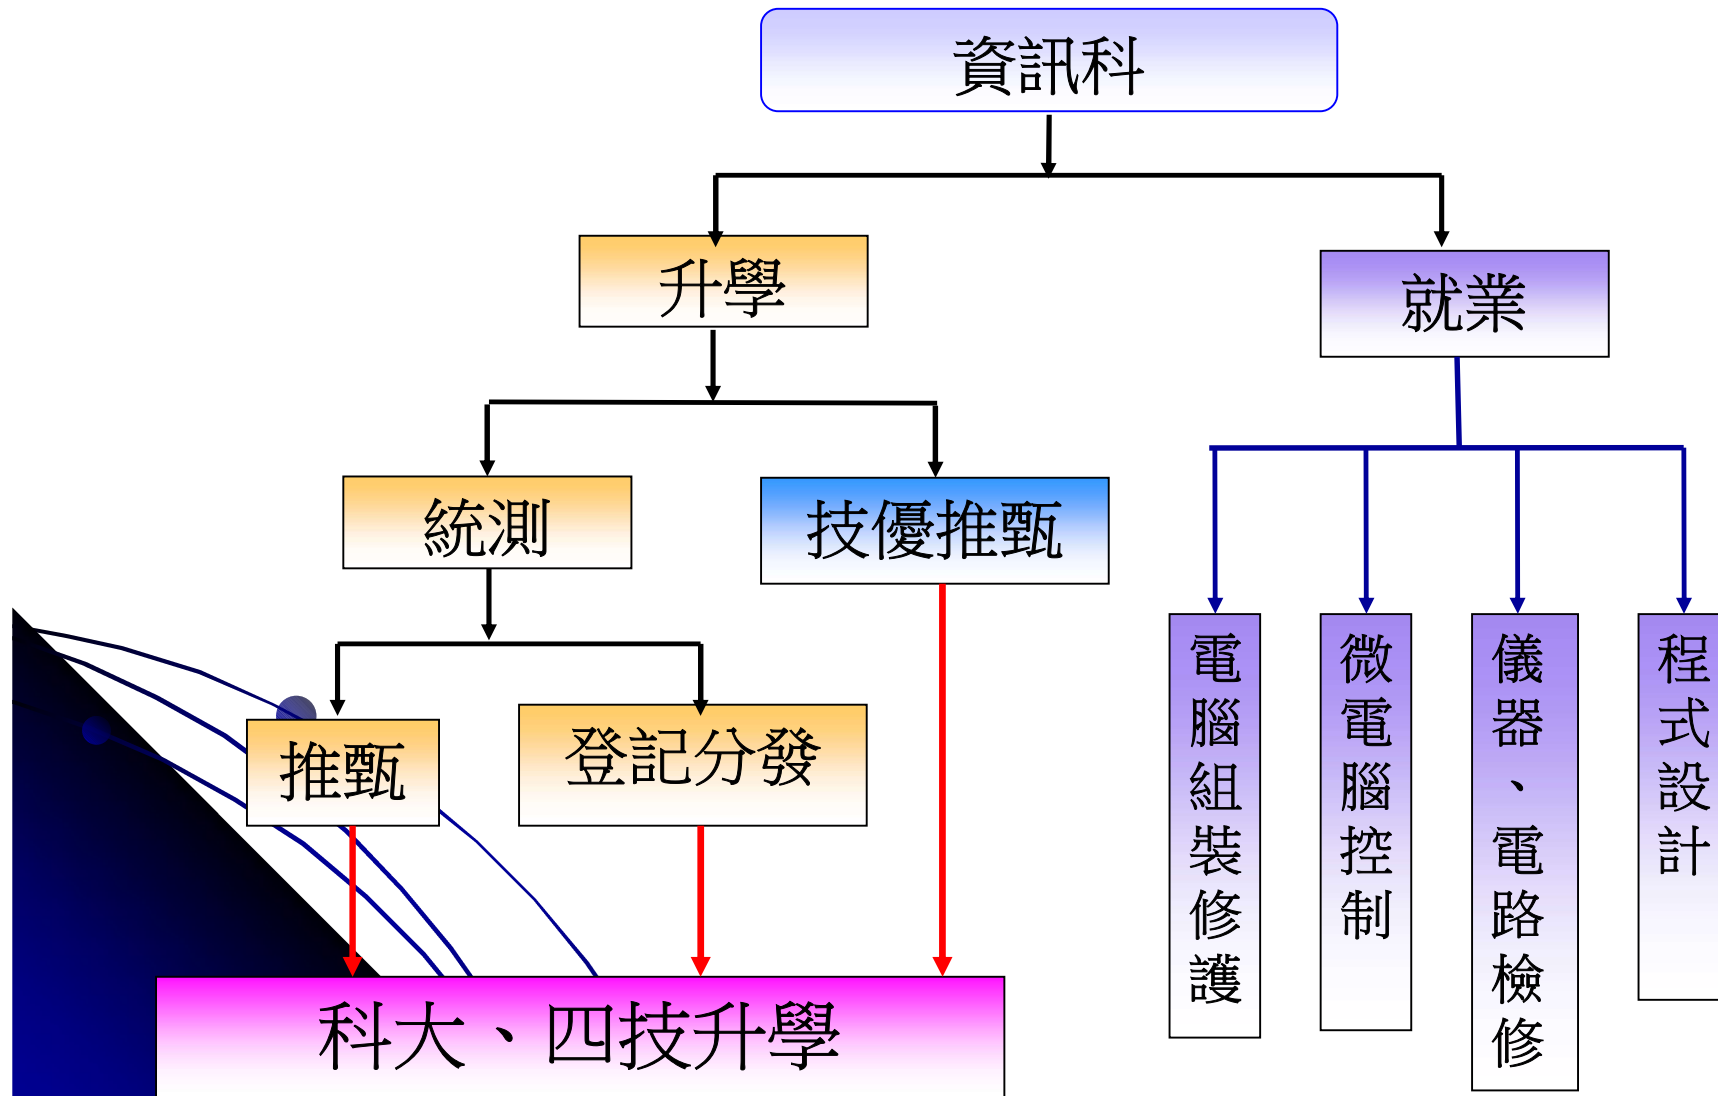 資訊科
升學
就業
統測
技優推甄
推甄
登記分發
科大、四技升學
電腦組裝修護
微電腦控制
儀器、電路檢修
程式設計